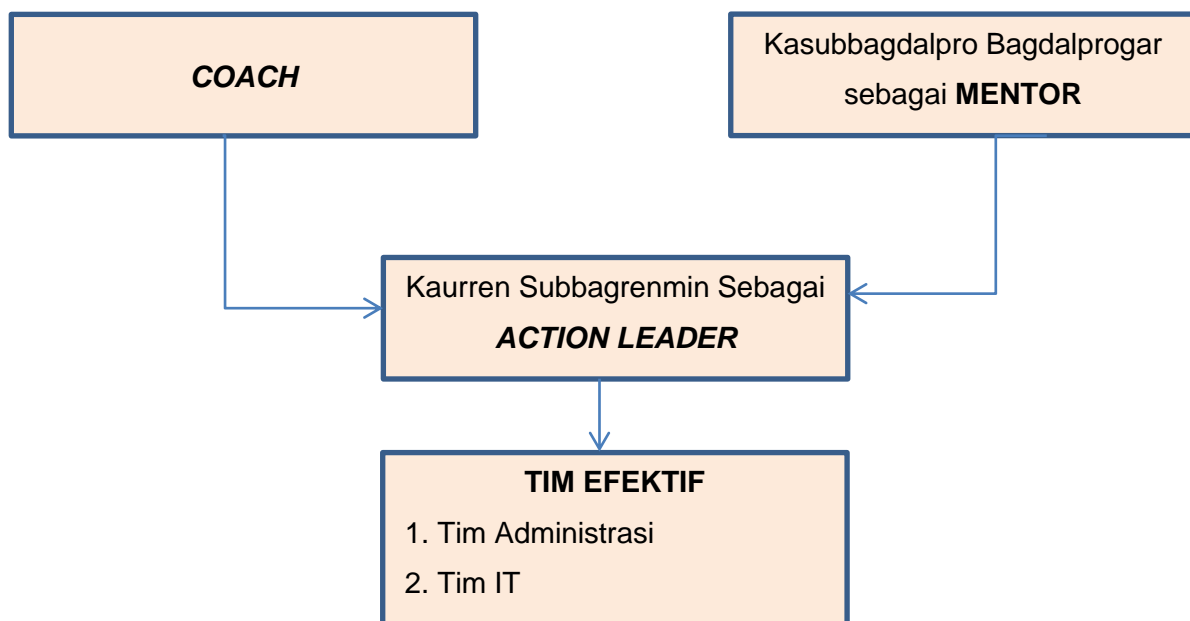 COACH
Kasubbagdalpro Bagdalprogar
sebagai MENTOR
Kaurren Subbagrenmin Sebagai
ACTION LEADER
TIM EFEKTIF
1. Tim Administrasi
2. Tim IT